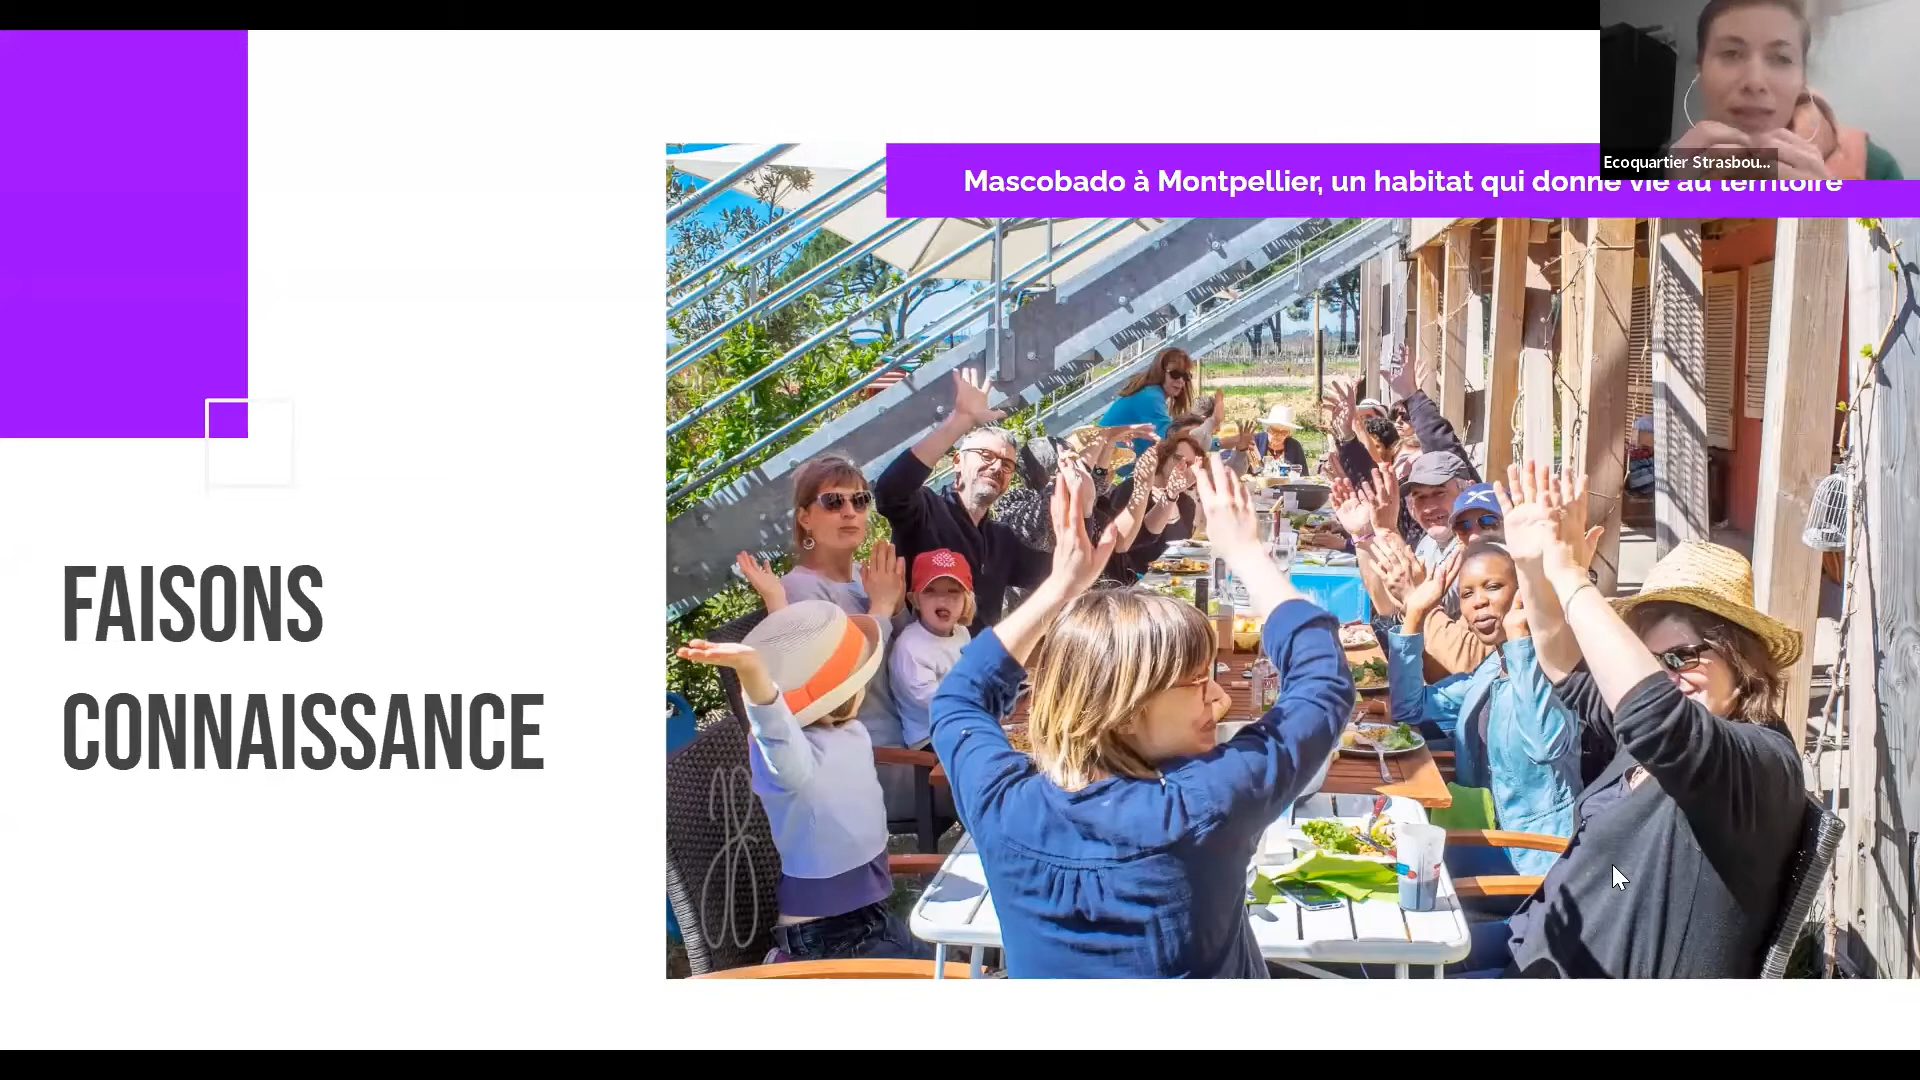 Ecoquartier Strasbou...
Mascobado à Montpellier, un habitat qui donne vie au territoire
FAISONS
CONNAISSANCE